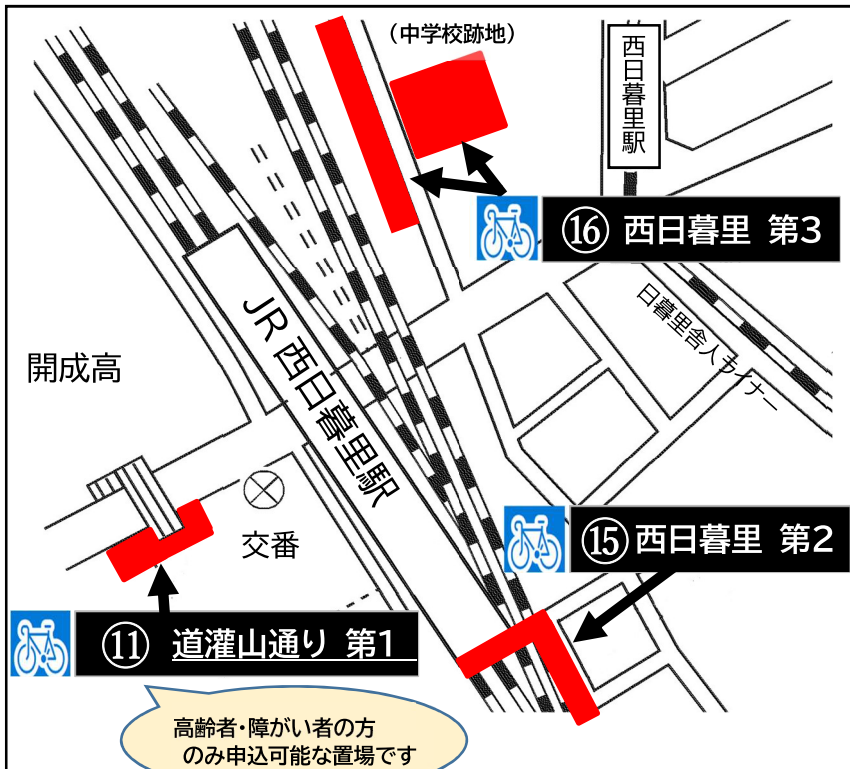 (中学校跡地)
西日暮里駅
⑯ 西日暮里 第3
日暮里舎人ライナー
JR 西日暮里駅
開成高
交番
⑮ 西日暮里 第2
⑪ 道灌山通り 第1
高齢者・障がい者の方
のみ申込可能な置場です